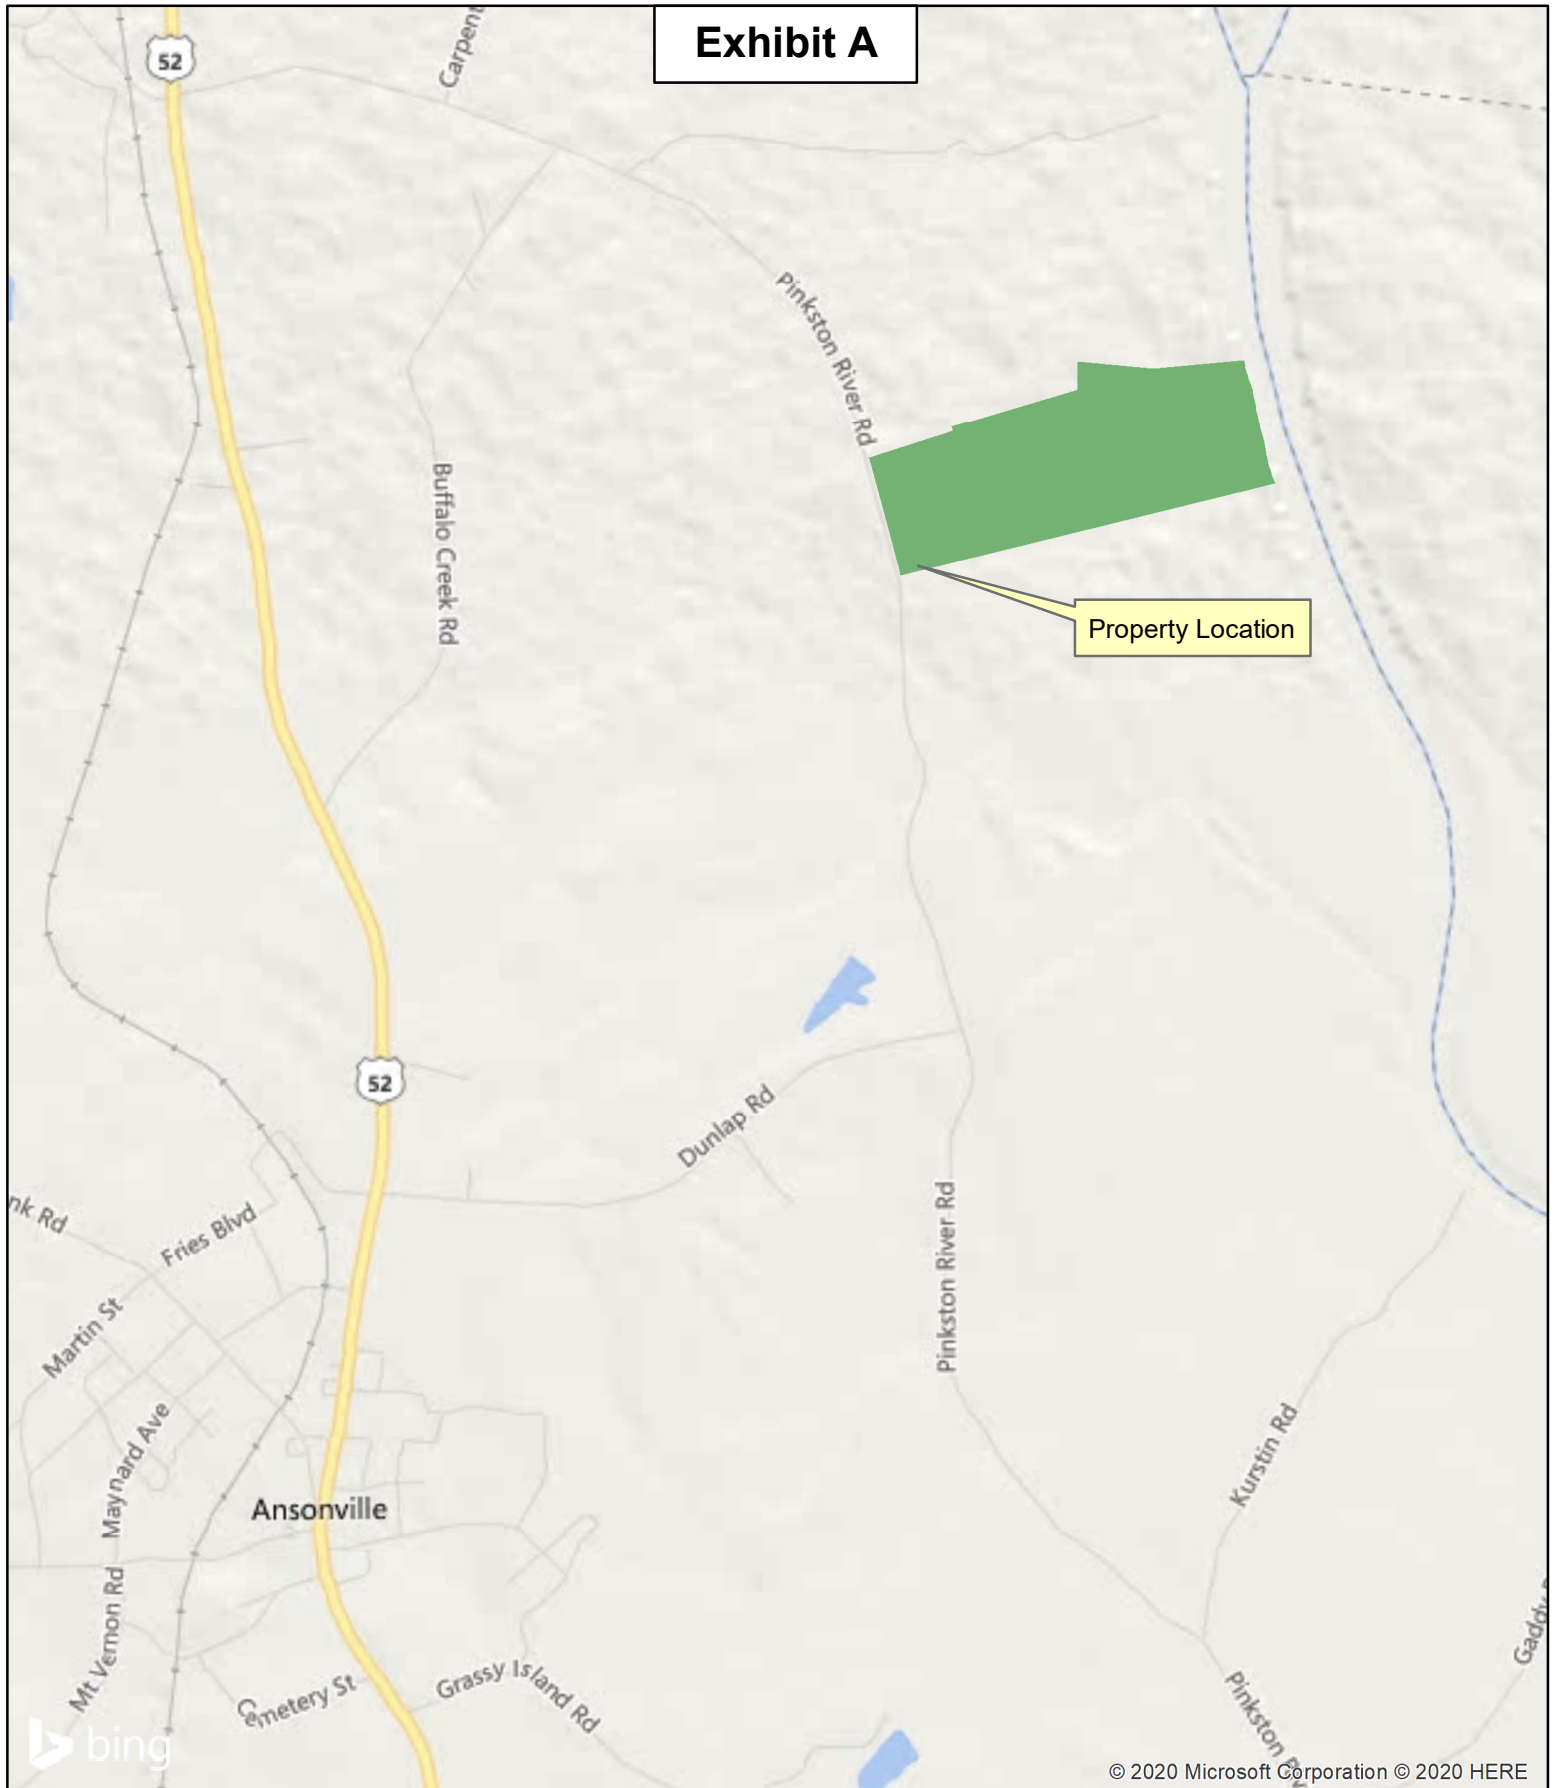 Exhibit A
52
Carpent
Pinkston River Rd
Buffalo Creek Rd
Property Location
52
Dunlap Rd
nk Rd
Fries Blvd
Pinkston River Rd
Martin St
Maynard Ave
Kurstin Rd
Ansonville
Mt Vernon Rd
Gaddy
Cemetery St
Grassy Island Rd
Pinkston
bing
© 2020 Microsoft Corporation © 2020 HERE